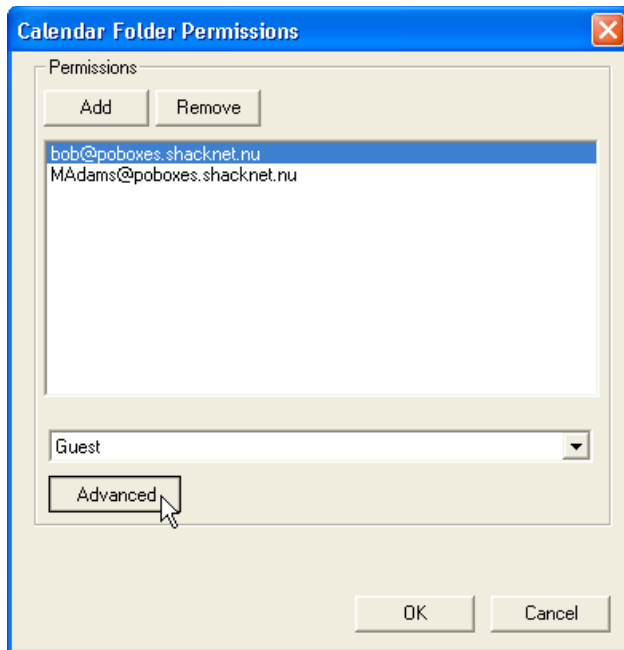 Calendar Folder Permissions
Permissions
Add Remove
bob@poboxes.shacknet.nu
MAdams@poboxes.shacknet.nu
Guest
Advanced
OK Cancel